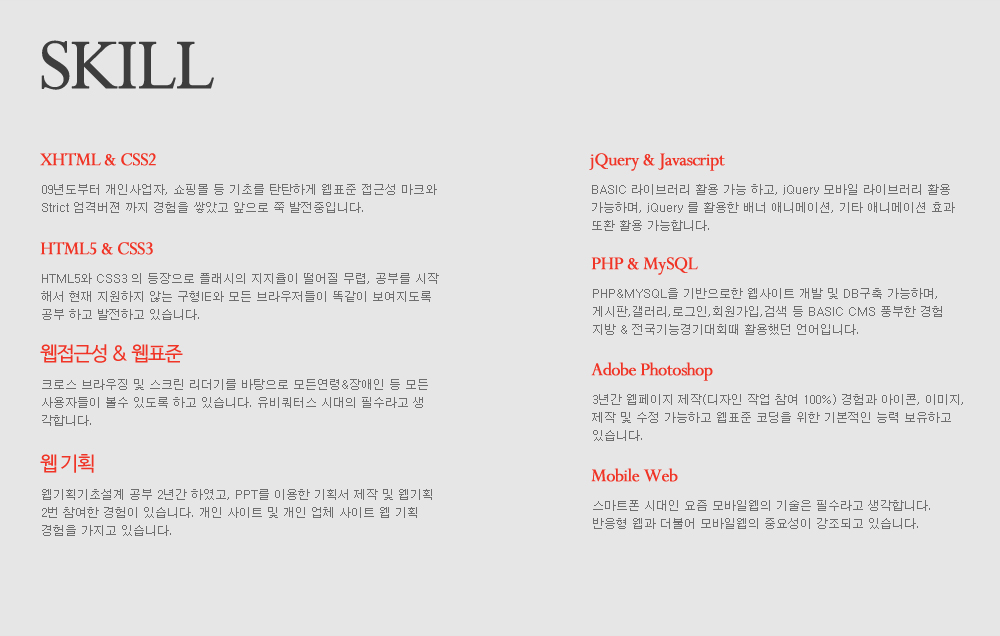 SKILL
XHTML & CSS2
09년도부터 개인사업자, 쇼핑몰 등 기초를 탄탄하게 웹표준 접근성 마크와
Strict 엄격버젼 까지 경험을 쌓았고 앞으로 쭉 발전중입니다.
HTML5 & CSS3
HTML5와 CSS3 의 등장으로 플래시의 지지율이 떨어질 무렵, 공부를 시작
해서 현재 지원하지 않는 구형IE와 모든 브라우저들이 똑같이 보여지도록
공부 하고 발전하고 있습니다.
웹접근성 & 웹표준
크로스 브라우징 및 스크린 리더기를 바탕으로 모든연령&장애인 등 모든
사용자들이 볼수 있도록 하고 있습니다. 유비쿼터스 시대의 필수라고 생
각합니다.
웹 기획
웹기획기초설계 공부 2년간 하였고, PPT를 이용한 기획서 제작 및 웹기획
2번 참여한 경험이 있습니다. 개인 사이트 및 개인 업체 사이트 웹 기획
경험을 가지고 있습니다.
jQuery & Javascript
BASIC 라이브러리 활용 가능 하고, jQuery 모바일 라이브러리 활용
가능하며, jQuery 를 활용한 배너 애니메이션, 기타 애니메이션 효과
또환 활용 가능합니다.
PHP & MySQL
PHP&MYSQL을 기반으로한 웹사이트 개발 및 DB구축 가능하며,
게시판,갤러리,로그인,회원가입,검색 등 BASIC CMS 풍부한 경험
지방 & 전국기능경기대회때 활용했던 언어입니다.
Adobe Photoshop
3년간 웹페이지 제작(디자인 작업 참여 100%) 경험과 아이콘, 이미지,
제작 및 수정 가능하고 웹표준 코딩을 위한 기본적인 능력 보유하고
있습니다.
Mobile Web
스마트폰 시대인 요즘 모바일웹의 기술은 필수라고 생각합니다.
반응형 웹과 더불어 모바일웹의 중요성이 강조되고 있습니다.